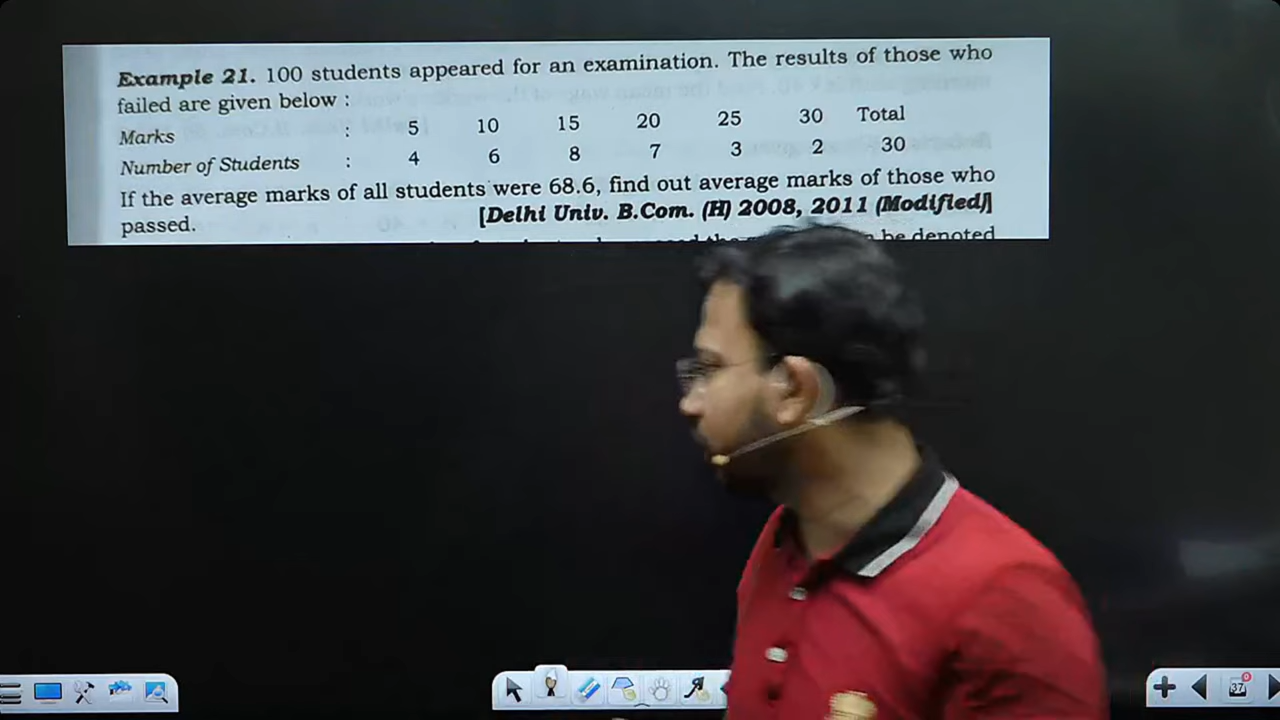 Example 21. 100 students appeared for an examination. The results of those who
failed are given below :
Marks : 5 10 15 20 25 30 Total
Number of Students : 4 6 8 7 3 2 30
If the average marks of all students were 68.6, find out average marks of those who
passed. [Delhi Univ. B.Com. (H) 2008, 2011 (Modified)]
be denoted
37